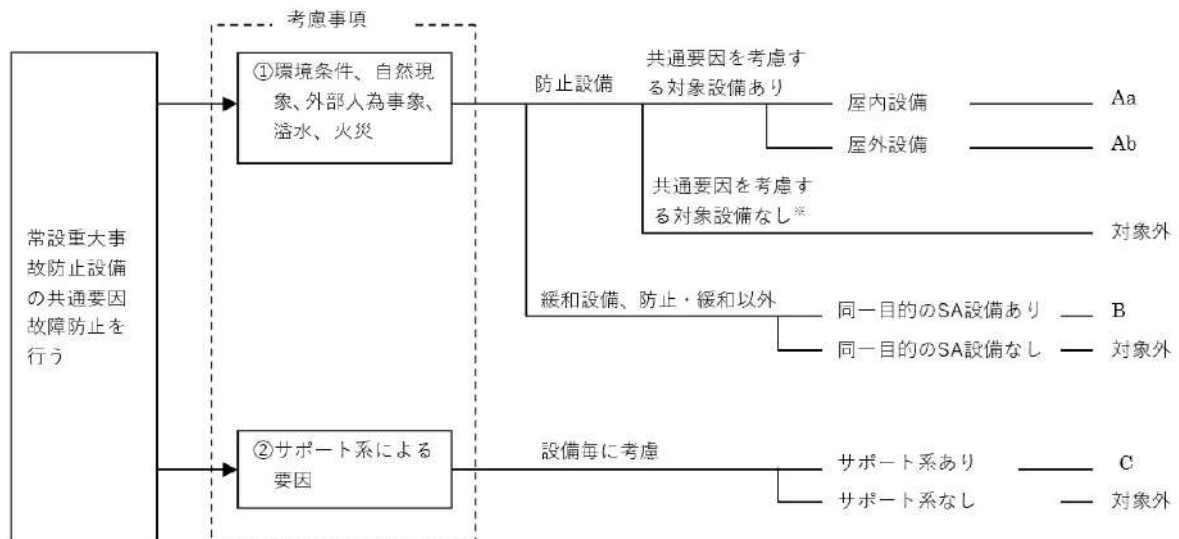 考慮事項
常設重大事
故防止設備
の共通要因
故障防止を
行う
①環境条件、自然現
象、外部人為事象、
溢水、火災
防止設備
共通要因を考慮す
る対象設備あり
屋内設備
Aa
屋外設備
Ab
共通要因を考慮す
る対象設備なし※
対象外
緩和設備、防止・緩和以外
同一目的のSA設備あり
B
同一目的のSA設備なし
対象外
②サポート系による
要因
設備毎に考慮
サポート系あり
C
サポート系なし
対象外